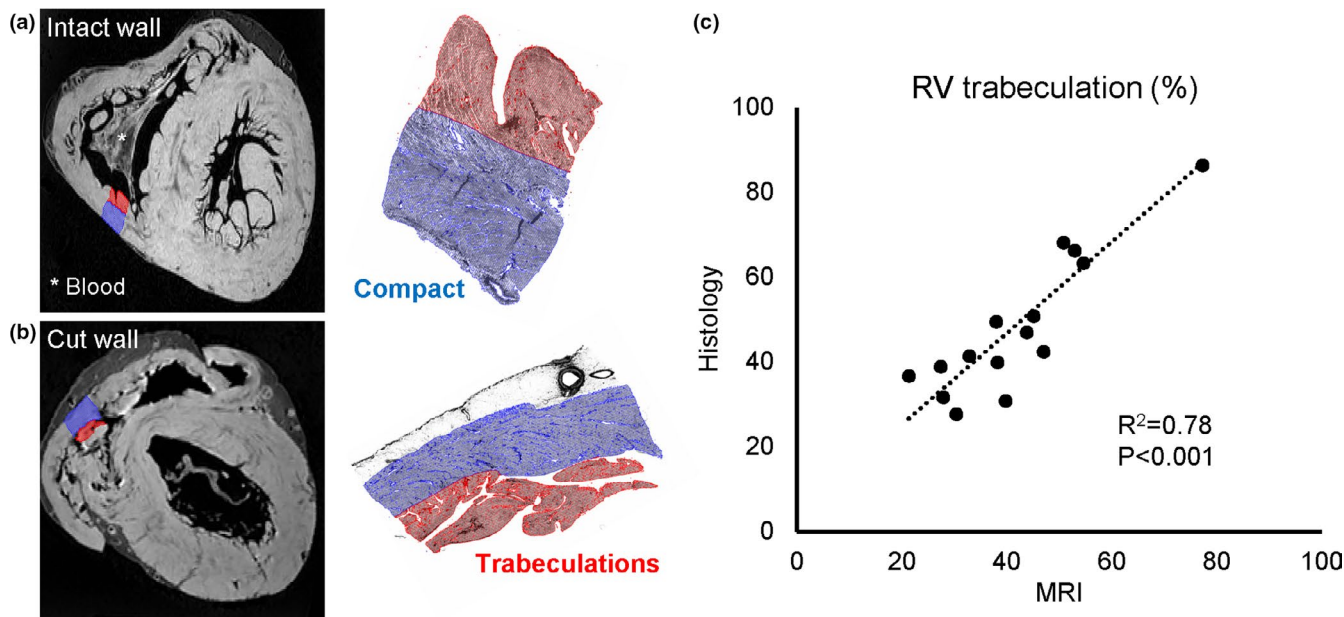 (a)
Intact wall
*
* Blood
Compact
(b)
Cut wall
Trabeculations
(c)
RV trabeculation (%)
100
80
60
40
20
0
Histology
R²=0.78
P<0.001
0 20 40 60 80 100
MRI